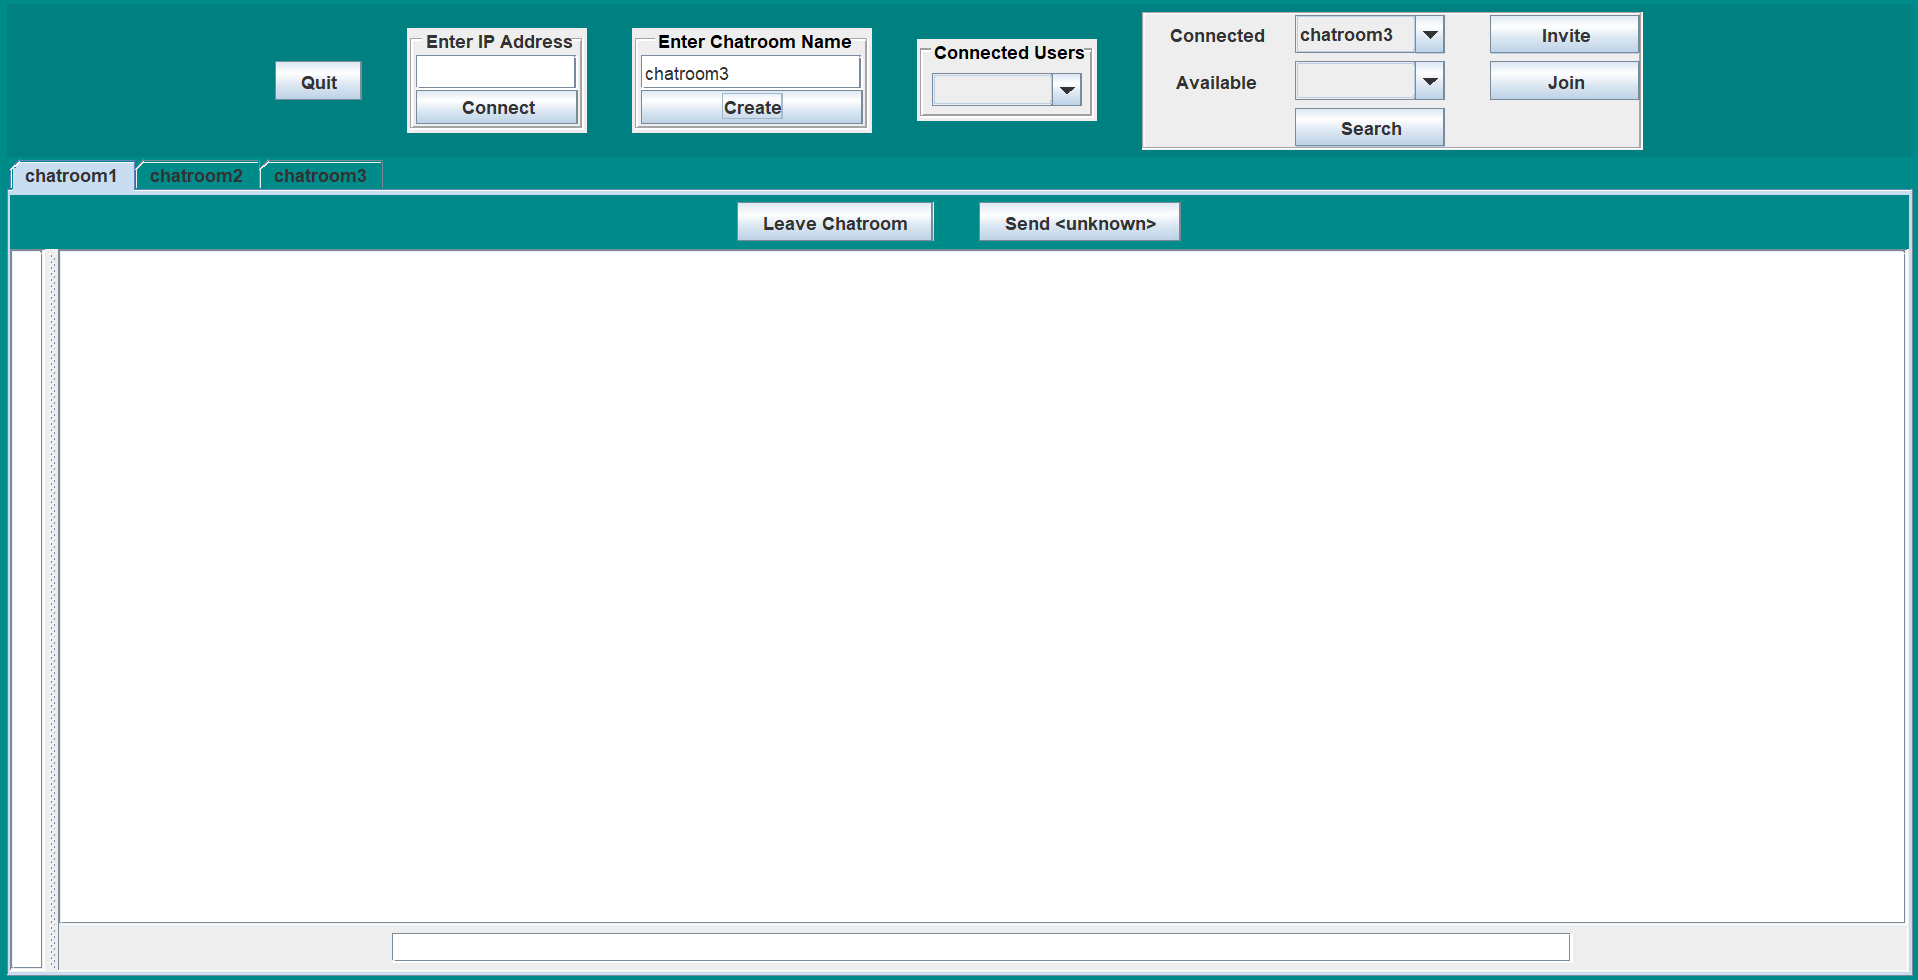 Quit
Enter IP Address
Connect
Enter Chatroom Name
chatroom3
Create
Connected Users
Connected chatroom3 Invite
Available Join
Search
chatroom1 chatroom2 chatroom3
Leave Chatroom Send <unknown>